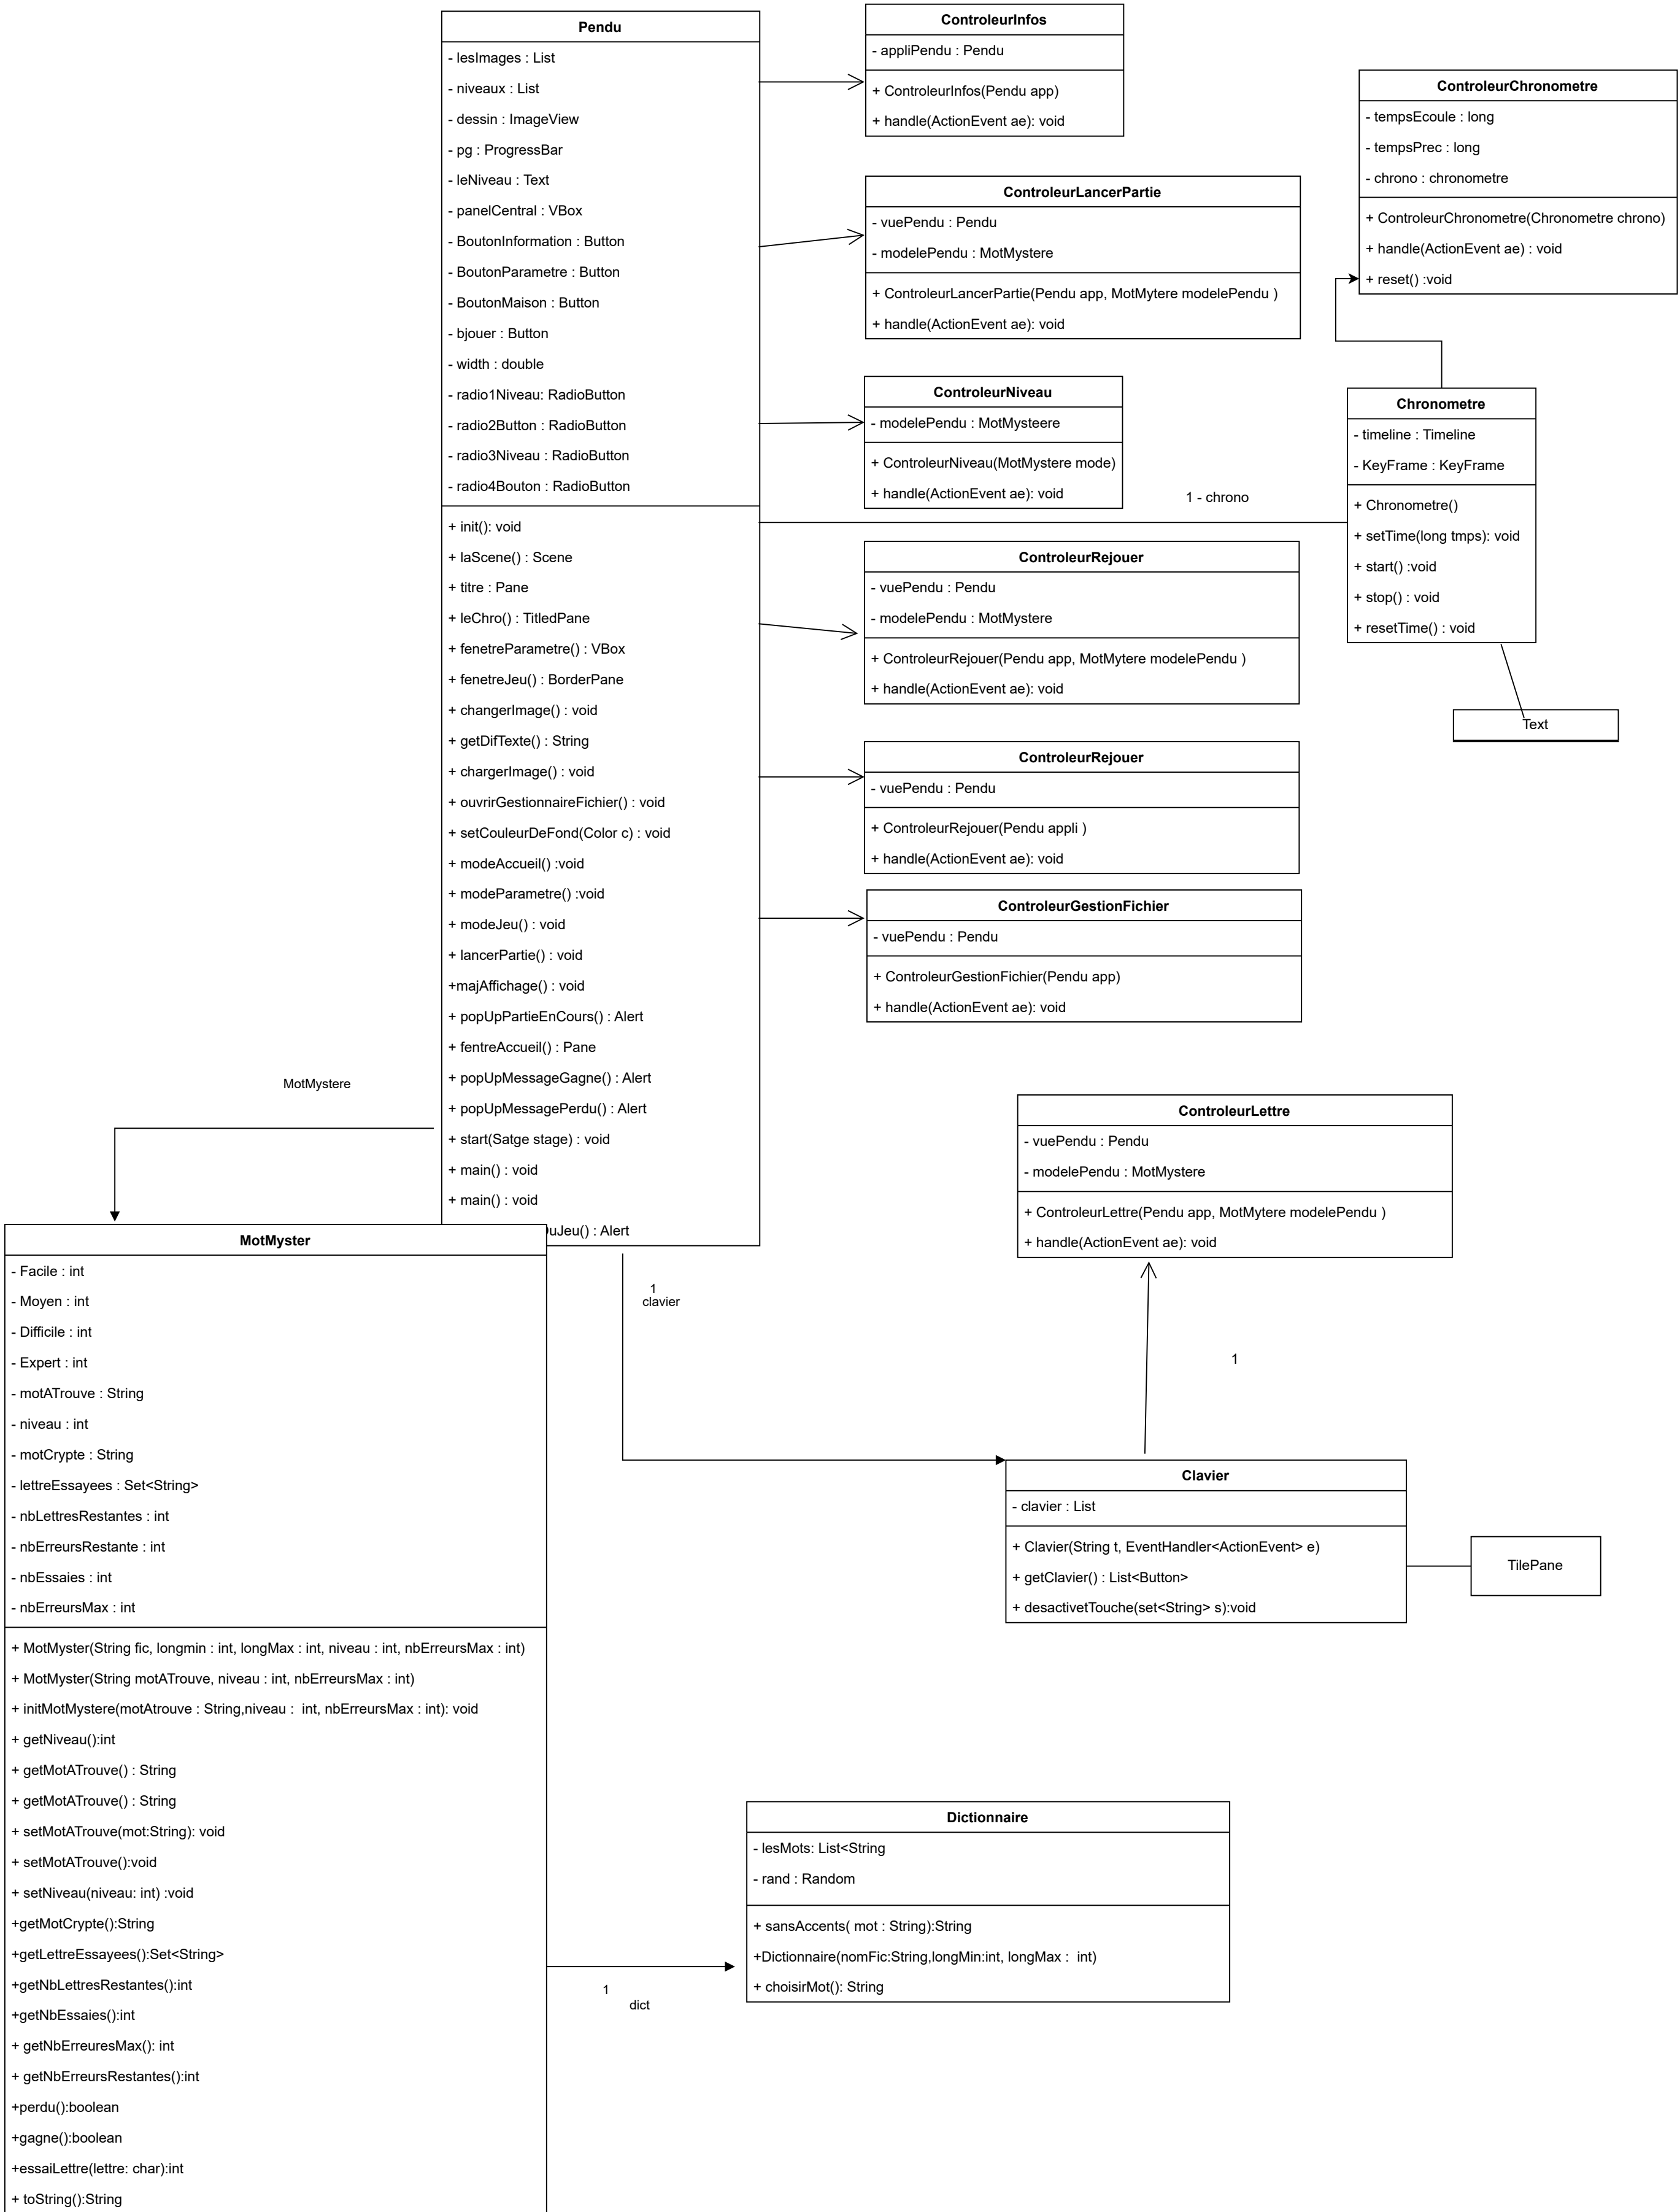 Pendu
- lesImages : List
- niveaux : List
- dessin : ImageView
- pg : ProgressBar
- leNiveau : Text
- panelCentral : VBox
- BoutonInformation : Button
- BoutonParametre : Button
- BoutonMaison : Button
- bjouer : Button
- width : double
- radio1Niveau: RadioButton
- radio2Button : RadioButton
- radio3Niveau : RadioButton
- radio4Bouton : RadioButton
+ init(): void
+ laScene() : Scene
+ titre : Pane
+ leChro() : TitledPane
+ fenetreParametre() : VBox
+ fenetreJeu() : BorderPane
+ changerImage() : void
+ getDifTexte() : String
+ chargerImage() : void
+ ouvrirGestionnaireFichier() : void
+ setCouleurDeFond(Color c) : void
+ modeAccueil() :void
+ modeParametre() :void
+ modeJeu() : void
+ lancerPartie() : void
+majAffichage() : void
+ popUpPartieEnCours() : Alert
+ fentreAccueil() : Pane
+ popUpMessageGagne() : Alert
+ popUpMessagePerdu() : Alert
+ start(Satge stage) : void
+ main() : void
+ main() : void
uJeu() : Alert
ControleurInfos
- appliPendu : Pendu
+ ControleurInfos(Pendu app)
+ handle(ActionEvent ae): void
ControleurLancerPartie
- vuePendu : Pendu
- modelePendu : MotMystere
+ ControleurLancerPartie(Pendu app, MotMytere modelePendu )
+ handle(ActionEvent ae): void
ControleurNiveau
- modelePendu : MotMysteere
+ ControleurNiveau(MotMystere mode)
+ handle(ActionEvent ae): void
1 - chrono
ControleurRejouer
- vuePendu : Pendu
- modelePendu : MotMystere
+ ControleurRejouer(Pendu app, MotMytere modelePendu )
+ handle(ActionEvent ae): void
ControleurRejouer
- vuePendu : Pendu
+ ControleurRejouer(Pendu appli )
+ handle(ActionEvent ae): void
ControleurGestionFichier
- vuePendu : Pendu
+ ControleurGestionFichier(Pendu app)
+ handle(ActionEvent ae): void
ControleurChronometre
- tempsEcoule : long
- tempsPrec : long
- chrono : chronometre
+ ControleurChronometre(Chronometre chrono)
+ handle(ActionEvent ae) : void
+ reset() :void
Chronometre
- timeline : Timeline
- KeyFrame : KeyFrame
+ Chronometre()
+ setTime(long tmps): void
+ start() :void
+ stop() : void
+ resetTime() : void
Text
MotMystere
ControleurLettre
- vuePendu : Pendu
- modelePendu : MotMystere
+ ControleurLettre(Pendu app, MotMytere modelePendu )
+ handle(ActionEvent ae): void
1
clavier
1
Clavier
- clavier : List
+ Clavier(String t, EventHandler<ActionEvent> e)
+ getClavier() : List<Button>
+ desactivetTouche(set<String> s):void
TilePane
MotMyster
- Facile : int
- Moyen : int
- Difficile : int
- Expert : int
- motATrouve : String
- niveau : int
- motCrypte : String
- lettreEssayees : Set<String>
- nbLettresRestantes : int
- nbErreursRestante : int
- nbEssaies : int
- nbErreursMax : int
+ MotMyster(String fic, longmin : int, longMax : int, niveau : int, nbErreursMax : int)
+ MotMyster(String motATrouve, niveau : int, nbErreursMax : int)
+ initMotMystere(motAtrouve : String,niveau :  int, nbErreursMax : int): void
+ getNiveau():int
+ getMotATrouve() : String
+ getMotATrouve() : String
+ setMotATrouve(mot:String): void
+ setMotATrouve():void
+ setNiveau(niveau: int) :void
+getMotCrypte():String
+getLettreEssayees():Set<String>
+getNbLettresRestantes():int
+getNbEssaies():int
+ getNbErreuresMax(): int
+ getNbErreursRestantes():int
+perdu():boolean
+gagne():boolean
+essaiLettre(lettre: char):int
+ toString():String
1
dict
Dictionnaire
- lesMots: List<String
- rand : Random
+ sansAccents( mot : String):String
+Dictionnaire(nomFic:String,longMin:int, longMax :  int)
+ choisirMot(): String